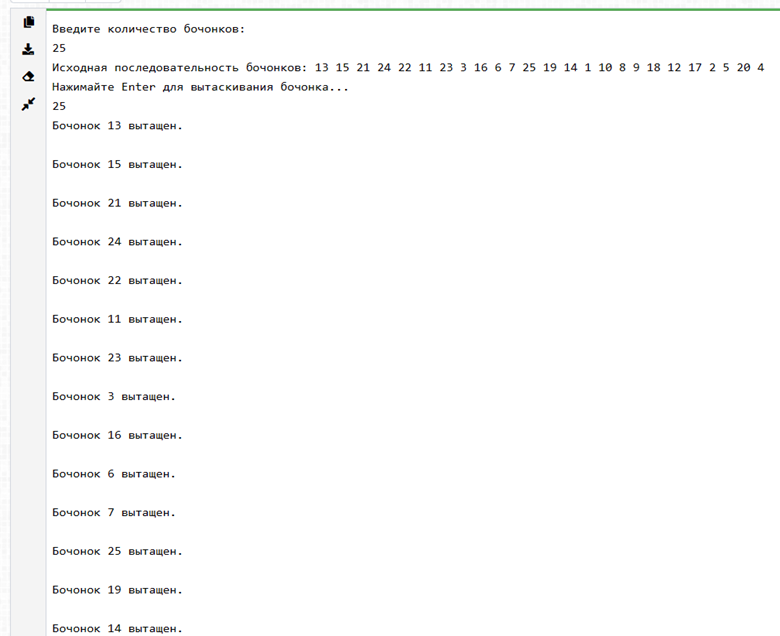 Введите количество бочонков:
25
Исходная последовательность бочонков: 13 15 21 24 22 11 23 3 16 6 7 25 19 14 1 10 8 9 18 12 17 2 5 20 4
Нажимайте Enter для вытаскивания бочонка...
25
Бочонок 13 вытащен.
Бочонок 15 вытащен.
Бочонок 21 вытащен.
Бочонок 24 вытащен.
Бочонок 22 вытащен.
Бочонок 11 вытащен.
Бочонок 23 вытащен.
Бочонок 3 вытащен.
Бочонок 16 вытащен.
Бочонок 6 вытащен.
Бочонок 7 вытащен.
Бочонок 25 вытащен.
Бочонок 19 вытащен.
Бочонок 14 вытащен.